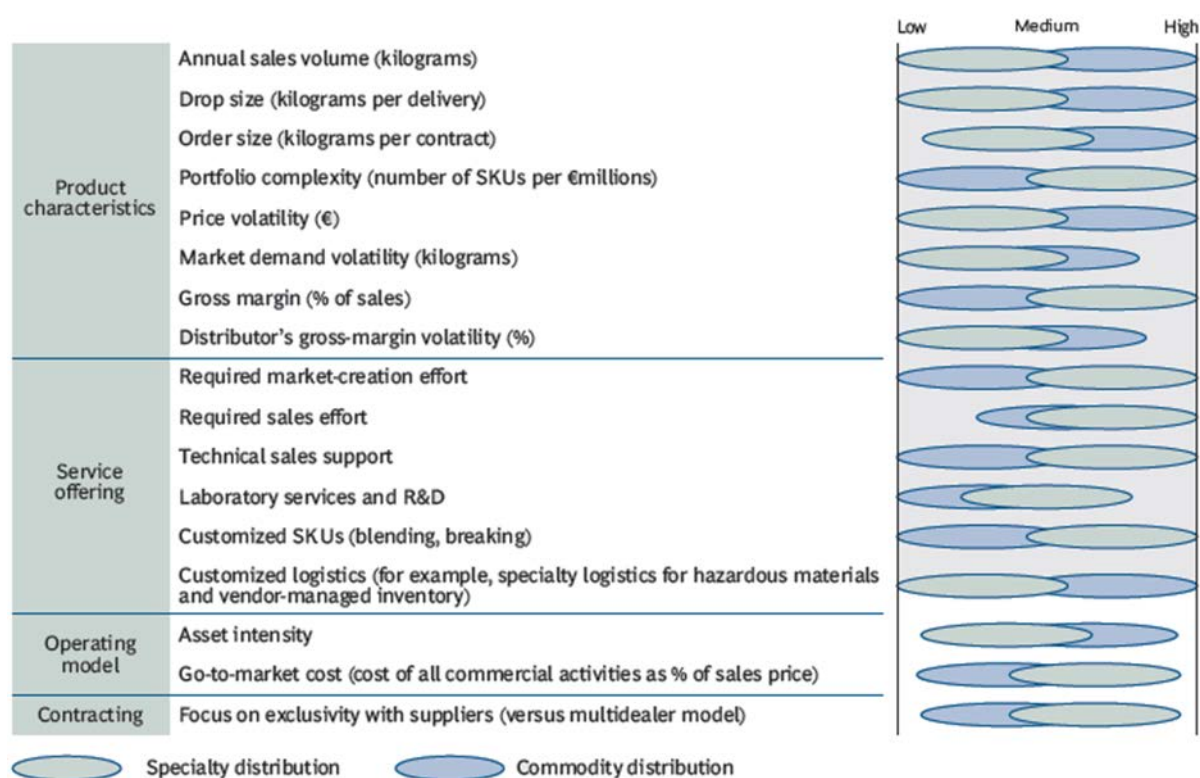 Low Medium High
Annual sales volume (kilograms)
Drop size (kilograms per delivery)
Order size (kilograms per contract)
Product
characteristics
Portfolio complexity (number of SKUs per €millions)
Price volatility (€)
Market demand volatility (kilograms)
Gross margin (% of sales)
Distributor's gross-margin volatility (%)
Required market-creation effort
Required sales effort
Technical sales support
Service
offering
Laboratory services and R&D
Customized SKUs (blending, breaking)
Customized logistics (for example, specialty logistics for hazardous materials
and vendor-managed inventory)
Operating
model
Asset intensity
Go-to-market cost (cost of all commercial activities as % of sales price)
Contracting
Focus on exclusivity with suppliers (versus multidealer model)
Specialty distribution
Commodity distribution